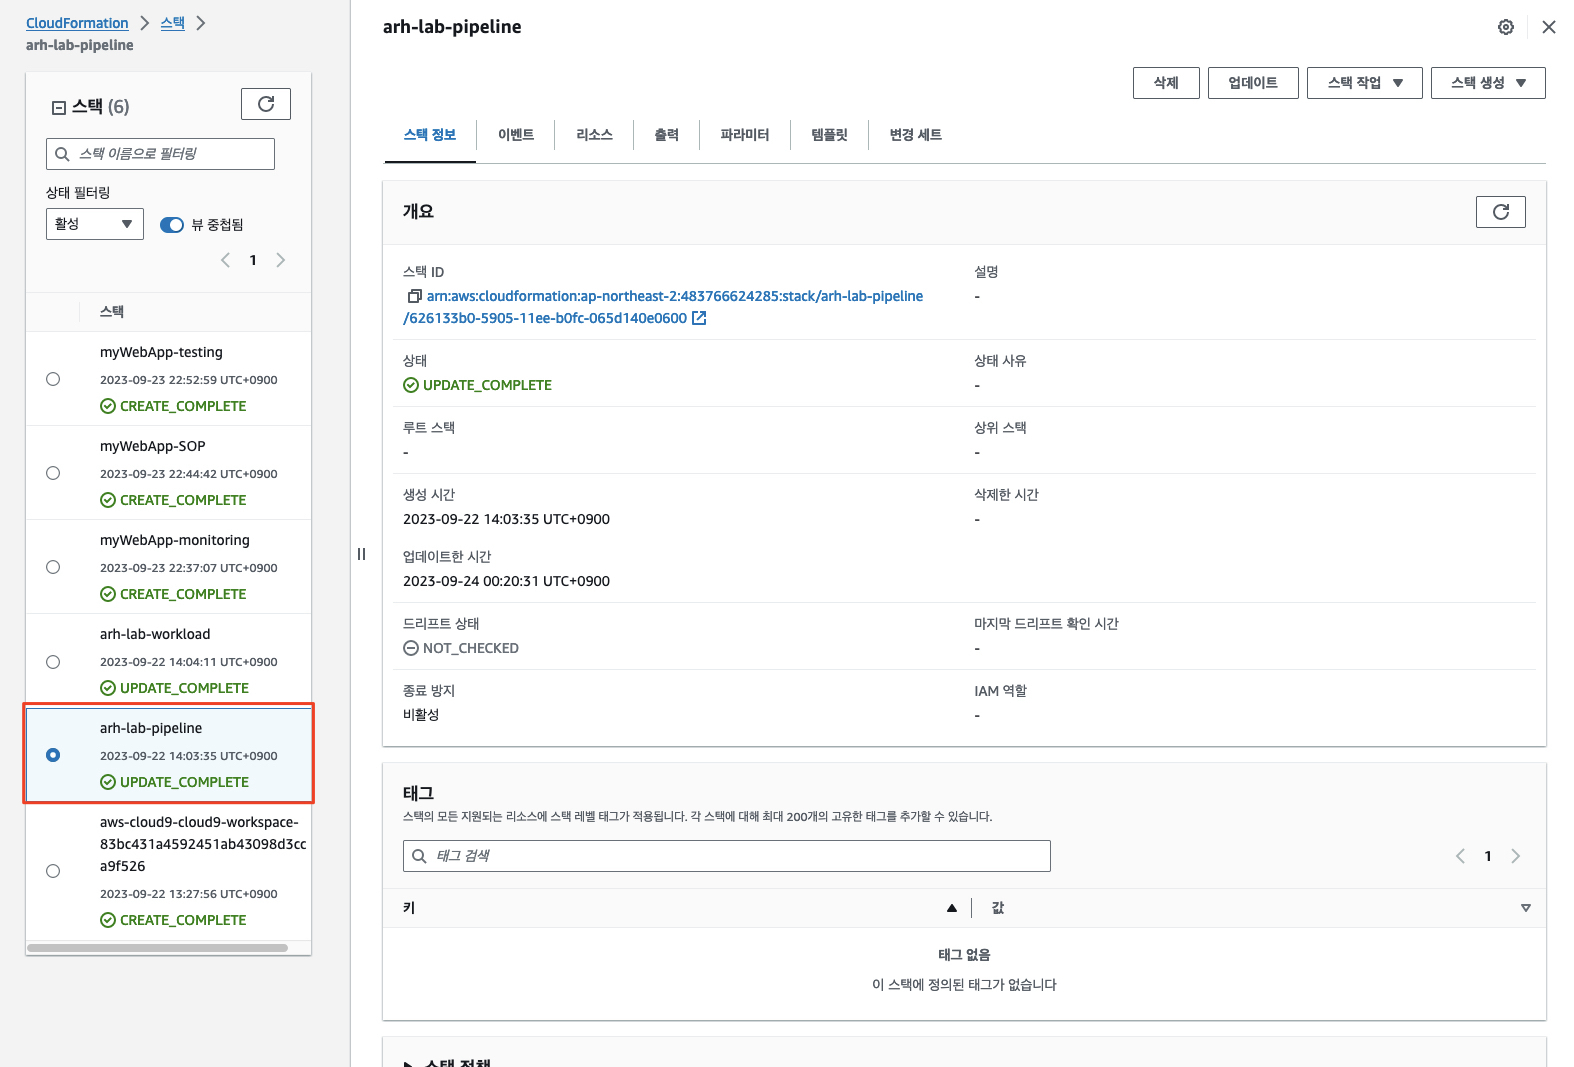 CloudFormation > 스택 >
arh-lab-pipeline
스택 (6)
스택 이름으로 필터링
상태 필터링
활성
뷰 중첩됨
1
스택
myWebApp-testing
2023-09-23 22:52:59 UTC+0900
CREATE_COMPLETE
myWebApp-SOP
2023-09-23 22:44:42 UTC+0900
CREATE_COMPLETE
myWebApp-monitoring
2023-09-23 22:37:07 UTC+0900
CREATE_COMPLETE
arh-lab-workload
2023-09-22 14:04:11 UTC+0900
UPDATE_COMPLETE
arh-lab-pipeline
2023-09-22 14:03:35 UTC+0900
UPDATE_COMPLETE
aws-cloud9-cloud9-workspace-
83bc431a4592451ab43098d3cc
a9f526
2023-09-22 13:27:56 UTC+0900
CREATE_COMPLETE
arh-lab-pipeline
삭제 업데이트 스택 작업 스택 생성
스택 정보 이벤트 리소스 출력 파라미터 템플릿 변경 세트
개요
스택 ID
arn:aws:cloudformation:ap-northeast-2:483766624285:stack/arh-lab-pipeline
/626133b0-5905-11ee-b0fc-065d140e0600
설명
-
상태
UPDATE_COMPLETE
상태 사유
-
루트 스택
-
상위 스택
-
생성 시간
2023-09-22 14:03:35 UTC+0900
삭제한 시간
-
업데이트한 시간
2023-09-24 00:20:31 UTC+0900
드리프트 상태
NOT_CHECKED
마지막 드리프트 확인 시간
-
종료 방지
비활성
IAM 역할
-
태그
스택의 모든 지원되는 리소스에 스택 레벨 태그가 적용됩니다. 각 스택에 대해 최대 200개의 고유한 태그를 추가할 수 있습니다.
태그 검색
1
키 값
태그 없음
이 스택에 정의된 태그가 없습니다
스택 정책